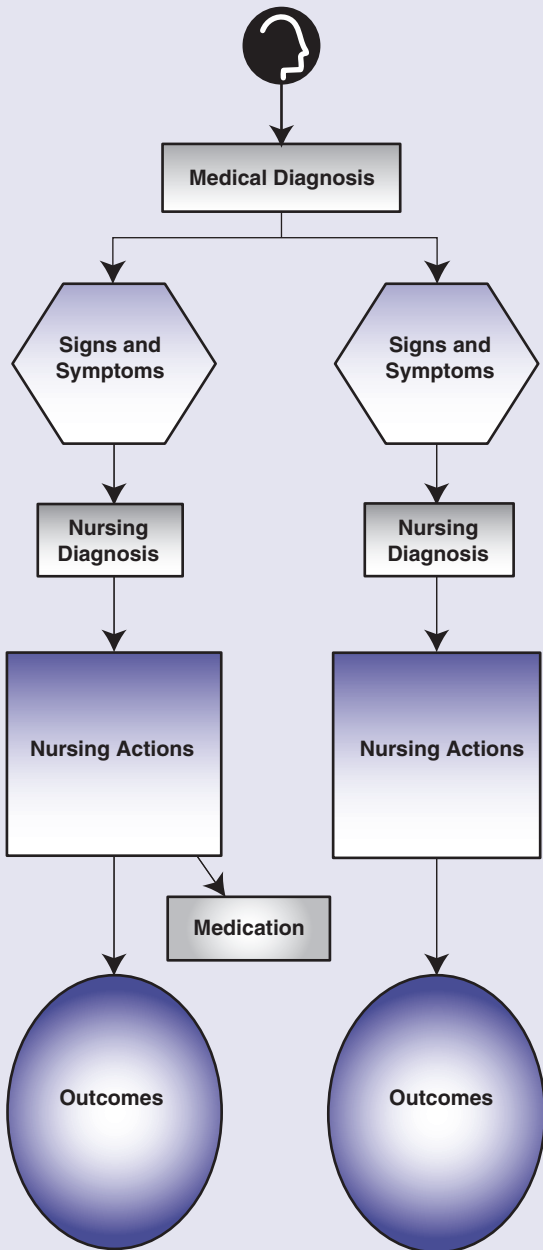 Medical Diagnosis
Signs and
Symptoms
Signs and
Symptoms
Nursing
Diagnosis
Nursing
Diagnosis
Nursing Actions
Nursing Actions
Medication
Outcomes
Outcomes